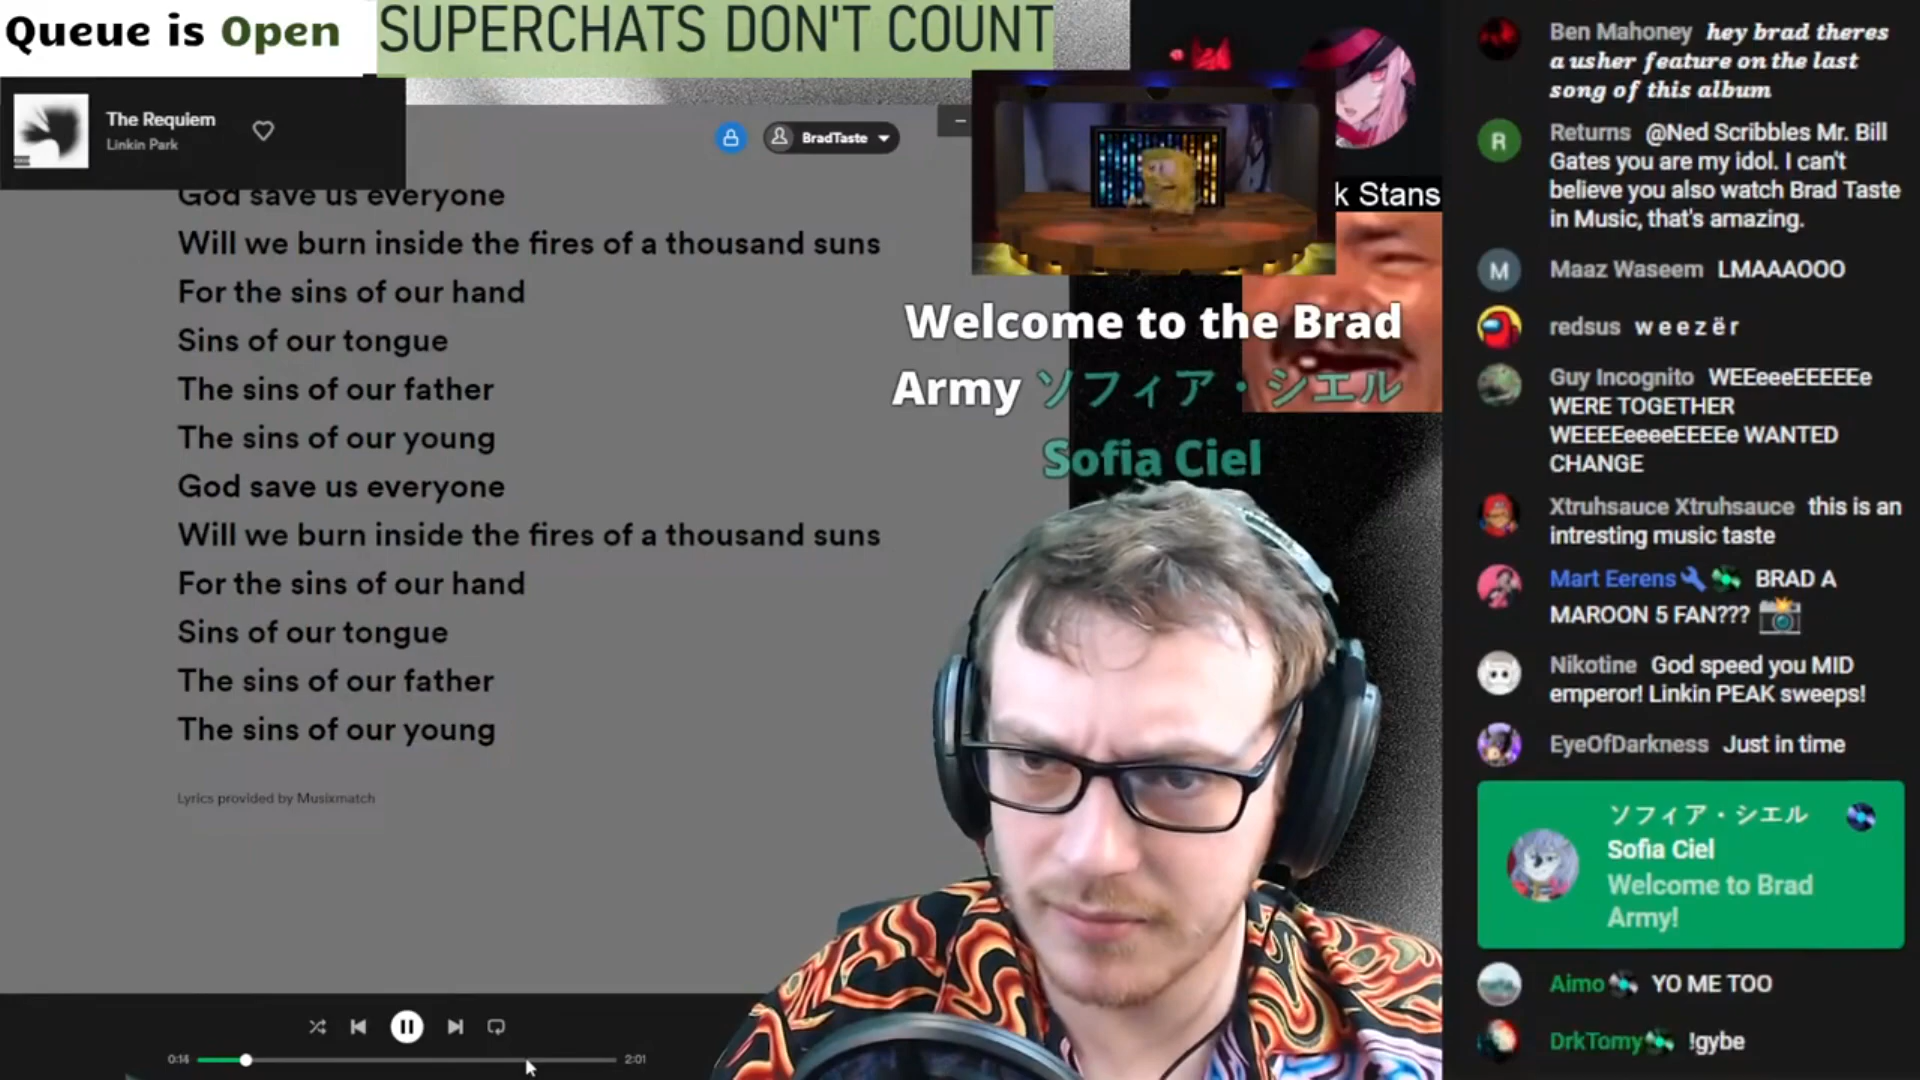 Queue is Open
SUPERCHATS DON'T COUNT
The Requiem
Linkin Park
BradTaste
God save us everyone
Will we burn inside the fires of a thousand suns
For the sins of our hand
Sins of our tongue
The sins of our father
The sins of our young
God save us everyone
Will we burn inside the fires of a thousand suns
For the sins of our hand
Sins of our tongue
The sins of our father
The sins of our young
Lyrics provided by Musixmatch
0:14
2:01
k Stans
Welcome to the Brad
Army ソフィア・シエル
Sofia Ciel
Ben Mahoney hey brad theres
a usher feature on the last
song of this album
R
Returns @Ned Scribbles Mr. Bill
Gates you are my idol. I can't
believe you also watch Brad Taste
in Music, that's amazing.
M
Maaz Waseem LMAAAOOO
redsus w e e z ë r
Guy Incognito WEEeeeEEEEEe
WERE TOGETHER
WEEEEeeeeEEEEe WANTED
CHANGE
Xtruhsauce Xtruhsauce this is an
intresting music taste
Mart Eerens BRAD A
MAROON 5 FAN???
Nikotine God speed you MID
emperor! Linkin PEAK sweeps!
EyeOfDarkness Just in time
ソフィア・シエル
Sofia Ciel
Welcome to Brad
Army!
Aimo YO ME TOO
DrkTomy !gybe